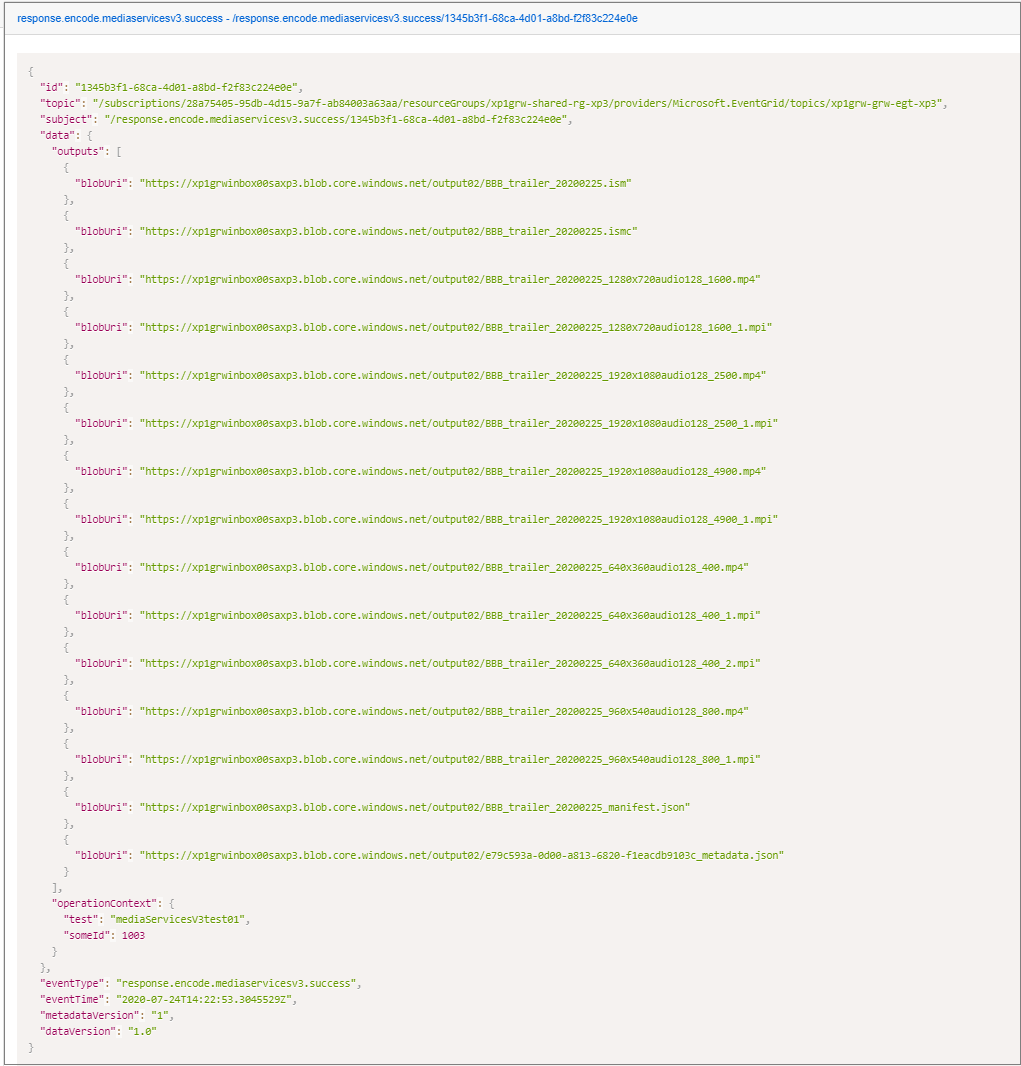 response.encode.mediaservicesv3.success - /response.encode.mediaservicesv3.success/1345b3f1-68ca-4d01-a8bd-f2f83c224e0e
{
  "id": "1345b3f1-68ca-4d01-a8bd-f2f83c224e0e",
  "topic": "/subscriptions/28a75405-95db-4d15-9a7f-ab84003a63aa/resourceGroups/xp1grw-shared-rg-xp3/providers/Microsoft.EventGrid/topics/xp1grw-grw-egt-xp3",
  "subject": "/response.encode.mediaservicesv3.success/1345b3f1-68ca-4d01-a8bd-f2f83c224e0e",
  "data": {
    "outputs": [
      {
        "blobUri": "https://xp1grwinbox00saxp3.blob.core.windows.net/output02/BBB_trailer_20200225.ism"
      },
      {
        "blobUri": "https://xp1grwinbox00saxp3.blob.core.windows.net/output02/BBB_trailer_20200225.ismc"
      },
      {
        "blobUri": "https://xp1grwinbox00saxp3.blob.core.windows.net/output02/BBB_trailer_20200225_1280x720audio128_1600.mp4"
      },
      {
        "blobUri": "https://xp1grwinbox00saxp3.blob.core.windows.net/output02/BBB_trailer_20200225_1280x720audio128_1600_1.mpi"
      },
      {
        "blobUri": "https://xp1grwinbox00saxp3.blob.core.windows.net/output02/BBB_trailer_20200225_1920x1080audio128_2500.mp4"
      },
      {
        "blobUri": "https://xp1grwinbox00saxp3.blob.core.windows.net/output02/BBB_trailer_20200225_1920x1080audio128_2500_1.mpi"
      },
      {
        "blobUri": "https://xp1grwinbox00saxp3.blob.core.windows.net/output02/BBB_trailer_20200225_1920x1080audio128_4900.mp4"
      },
      {
        "blobUri": "https://xp1grwinbox00saxp3.blob.core.windows.net/output02/BBB_trailer_20200225_1920x1080audio128_4900_1.mpi"
      },
      {
        "blobUri": "https://xp1grwinbox00saxp3.blob.core.windows.net/output02/BBB_trailer_20200225_640x360audio128_400.mp4"
      },
      {
        "blobUri": "https://xp1grwinbox00saxp3.blob.core.windows.net/output02/BBB_trailer_20200225_640x360audio128_400_1.mpi"
      },
      {
        "blobUri": "https://xp1grwinbox00saxp3.blob.core.windows.net/output02/BBB_trailer_20200225_640x360audio128_400_2.mpi"
      },
      {
        "blobUri": "https://xp1grwinbox00saxp3.blob.core.windows.net/output02/BBB_trailer_20200225_960x540audio128_800.mp4"
      },
      {
        "blobUri": "https://xp1grwinbox00saxp3.blob.core.windows.net/output02/BBB_trailer_20200225_960x540audio128_800_1.mpi"
      },
      {
        "blobUri": "https://xp1grwinbox00saxp3.blob.core.windows.net/output02/BBB_trailer_20200225_manifest.json"
      },
      {
        "blobUri": "https://xp1grwinbox00saxp3.blob.core.windows.net/output02/e79c593a-0d00-a813-6820-f1eacdb9103c_metadata.json"
      }
    ],
    "operationContext": {
      "test": "mediaServicesV3test01",
      "someId": 1003
    }
  },
  "eventType": "response.encode.mediaservicesv3.success",
  "eventTime": "2020-07-24T14:22:53.3045529Z",
  "metadataVersion": "1",
  "dataVersion": "1.0"
}